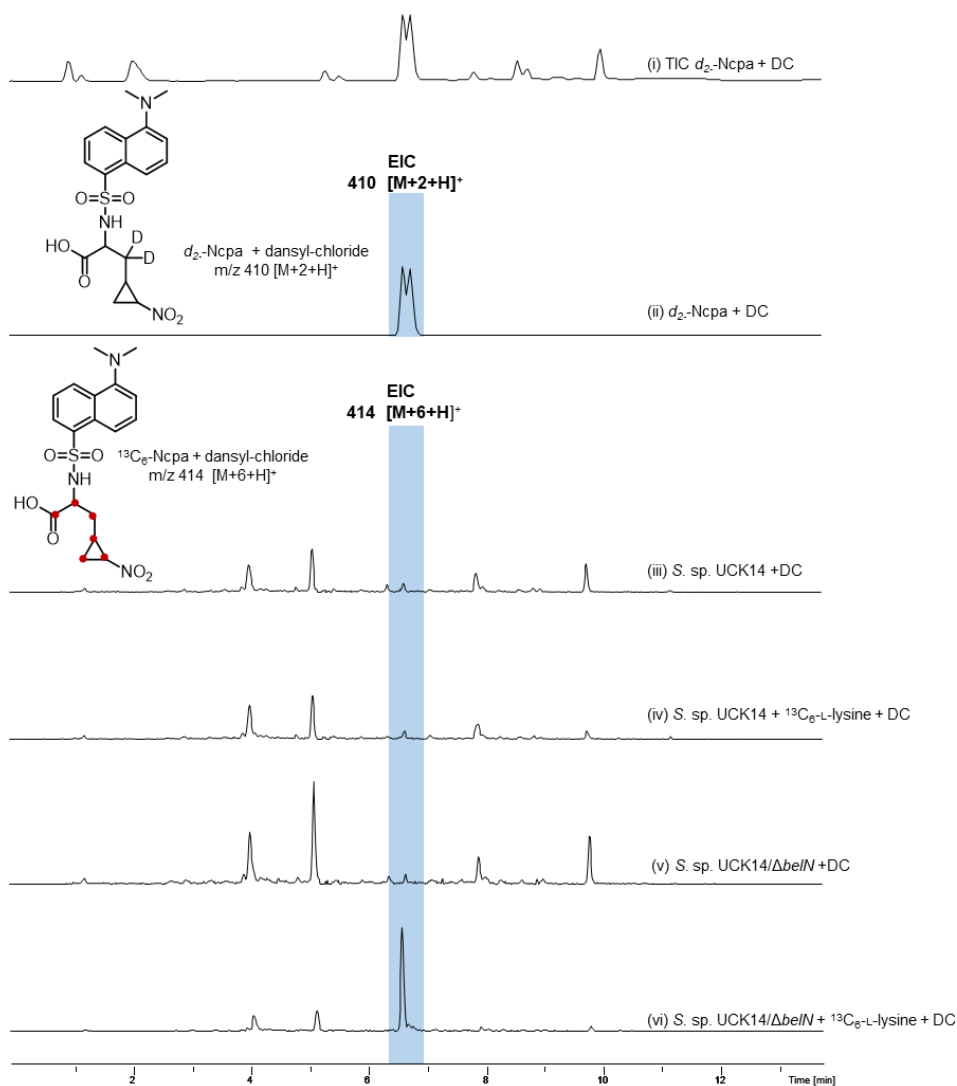 (i) TIC d₂-Ncpa + DC
N
O=S=O
NH
HO
O
D
D
NO₂
d₂-Ncpa + dansyl-chloride
m/z 410 [M+2+H]⁺
EIC
410 [M+2+H]⁺
(ii) d₂-Ncpa + DC
N
O=S=O
NH
HO
O
NO₂
¹³C₆-Ncpa + dansyl-chloride
m/z 414 [M+6+H]⁺
EIC
414 [M+6+H]⁺
(iii) S. sp. UCK14 +DC
(iv) S. sp. UCK14 + ¹³C₆-L-lysine + DC
(v) S. sp. UCK14/ΔbelN +DC
(vi) S. sp. UCK14/ΔbelN + ¹³C₆-L-lysine + DC
2 4 6 8 10 12 Time [min]